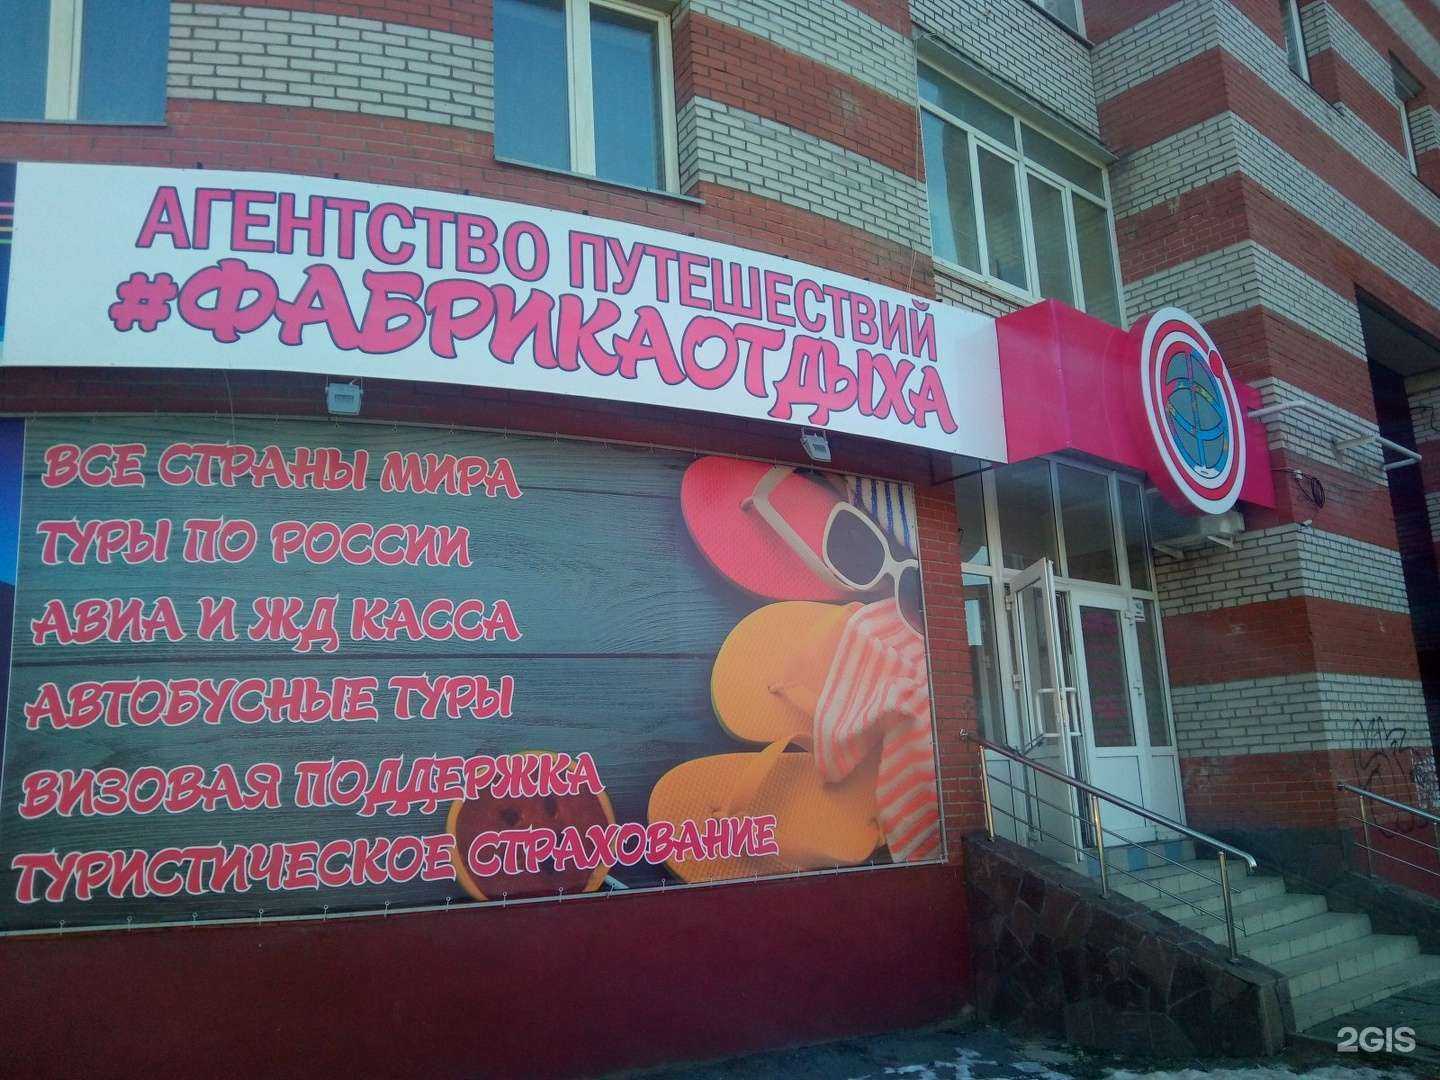 АГЕНТСТВО ПУТЕШЕСТВИЙ
#ФАБРИКАОТДЫХА
ВСЕ СТРАНЫ МИРА
ТУРЫ ПО РОССИИ
АВИА И ЖД КАССА
АВТОБУСНЫЕ ТУРЫ
ВИЗОВАЯ ПОДДЕРЖКА
ТУРИСТИЧЕСКОЕ СТРАХОВАНИЕ
2GIS